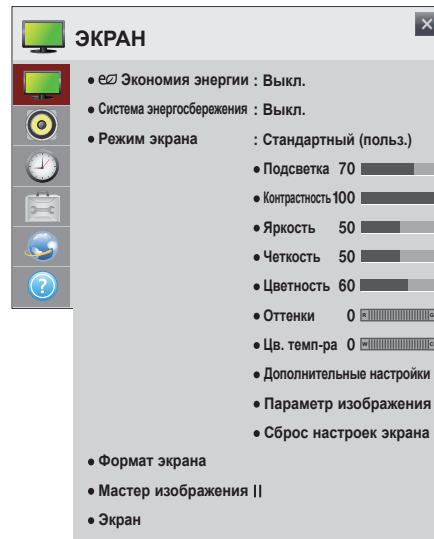 ЭКРАН
• e Экономия энергии : Выкл.
• Система энергосбережения : Выкл.
• Режим экрана : Стандартный (польз.)
• Подсветка 70
• Контрастность 100
• Яркость 50
• Четкость 50
• Цветность 60
• Оттенки 0 R G
• Цв. темп-ра 0 W C
• Дополнительные настройки
• Параметр изображения
• Сброс настроек экрана
• Формат экрана
• Мастер изображения II
• Экран